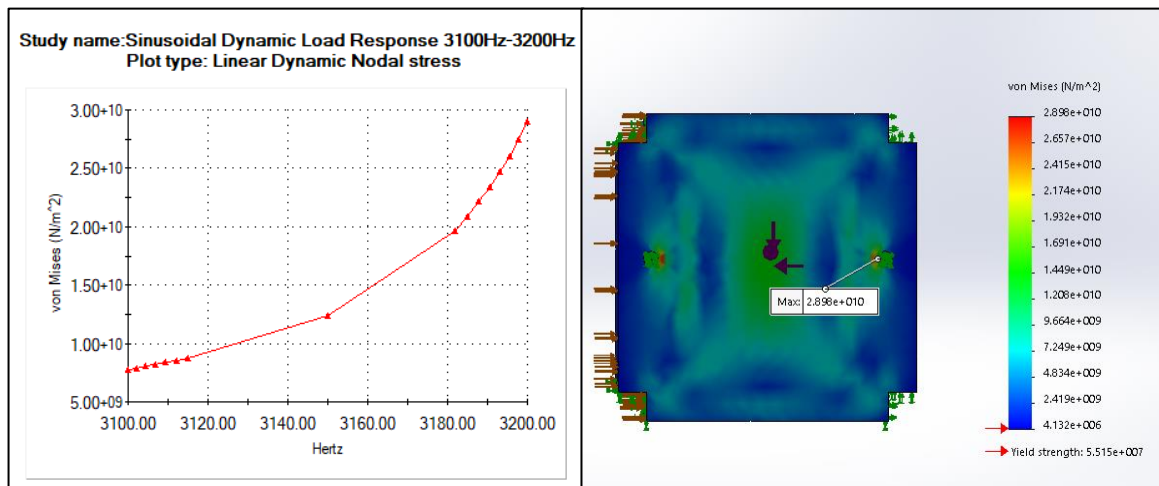 Study name:Sinusoidal Dynamic Load Response 3100Hz-3200Hz
Plot type: Linear Dynamic Nodal stress
von Mises (N/m^2)
3.00+10
2.50+10
2.00+10
1.50+10
1.00+10
5.00+09
3100.00 3120.00 3140.00 3160.00 3180.00 3200.00
Hertz
Max: 2.898e+010
von Mises (N/m^2)
2.898e+010
2.657e+010
2.415e+010
2.174e+010
1.932e+010
1.691e+010
1.449e+010
1.208e+010
9.664e+009
7.249e+009
4.834e+009
2.419e+009
4.132e+006
Yield strength: 5.515e+007